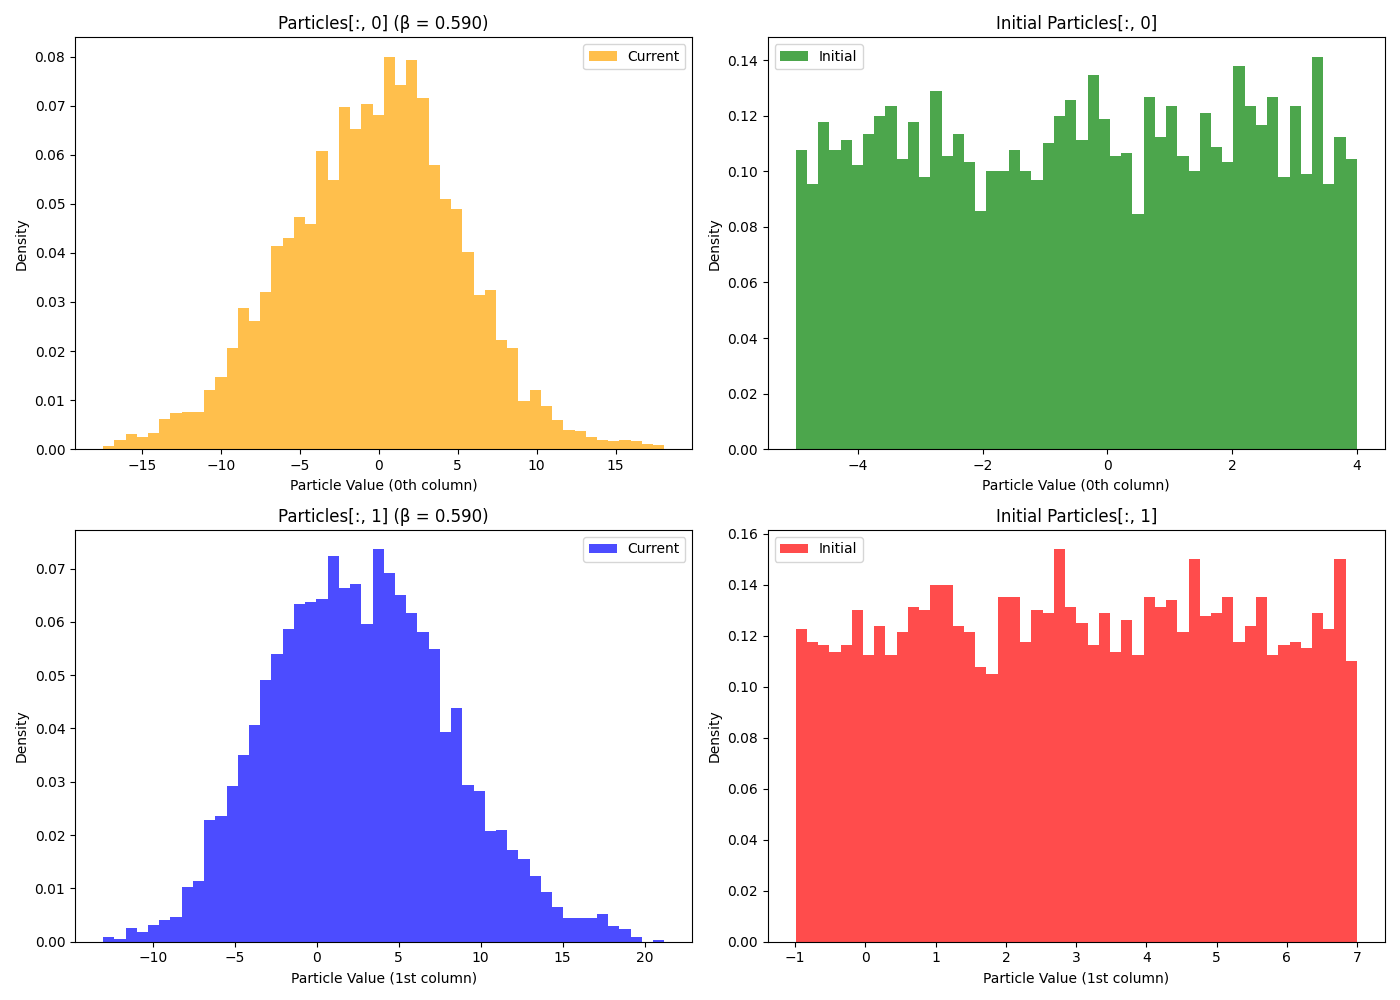 Particles[:, 0] (β = 0.590)
Current
0.08
0.07
0.06
0.05
0.04
0.03
0.02
0.01
0.00
Density
−15 −10 −5 0 5 10 15
Particle Value (0th column)
Initial Particles[:, 0]
Initial
0.14
0.12
0.10
0.08
0.06
0.04
0.02
0.00
Density
−4 −2 0 2 4
Particle Value (0th column)
Particles[:, 1] (β = 0.590)
Current
0.07
0.06
0.05
0.04
0.03
0.02
0.01
0.00
Density
−10 −5 0 5 10 15 20
Particle Value (1st column)
Initial Particles[:, 1]
Initial
0.16
0.14
0.12
0.10
0.08
0.06
0.04
0.02
0.00
Density
−1 0 1 2 3 4 5 6 7
Particle Value (1st column)